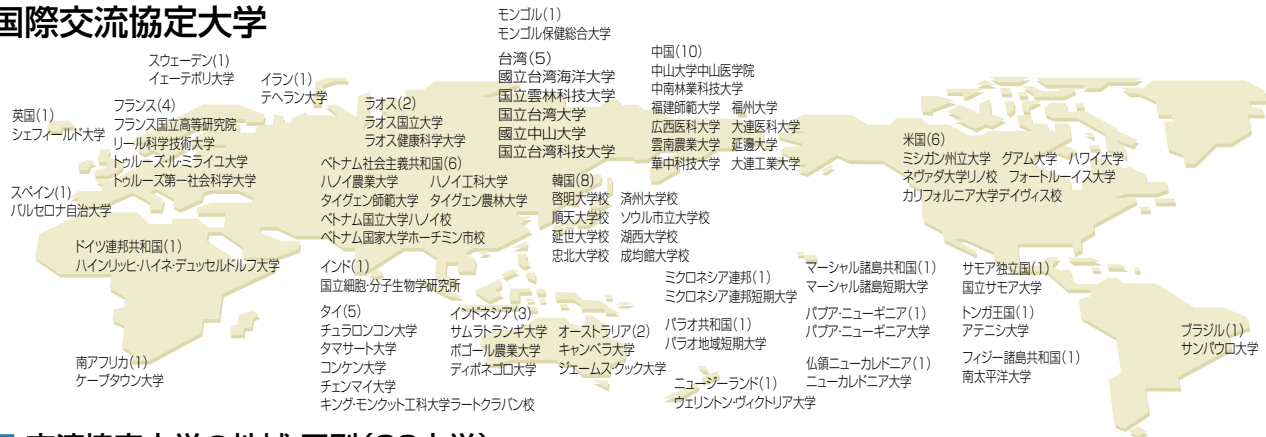 国際交流協定大学
モンゴル(1)
モンゴル保健総合大学
スウェーデン(1)
イェーテボリ大学
イラン(1)
テヘラン大学
台湾(5)
國立台湾海洋大学
国立雲林科技大学
国立台湾大学
國立中山大学
国立台湾科技大学
中国(10)
中山大学中山医学院
中南林業科技大学
福建師範大学 福州大学
広西医科大学 大連医科大学
雲南農業大学 延邊大学
華中科技大学 大連工業大学
英国(1)
シェフィールド大学
フランス(4)
フランス国立高等研究院
リール科学技術大学
トゥルーズ・ル・ミライユ大学
トゥルーズ第一社会科学大学
ラオス(2)
ラオス国立大学
ラオス健康科学大学
米国(6)
ミシガン州立大学 グアム大学 ハワイ大学
ネヴァダ大学リノ校 フォートルーイス大学
カリフォルニア大学デイヴィス校
ベトナム社会主義共和国(6)
ハノイ農業大学 ハノイ工科大学
タイグェン師範大学 タイグェン農林大学
ベトナム国立大学ハノイ校
ベトナム国家大学ホーチミン市校
韓国(8)
啓明大学校 済州大学校
順天大学校 ソウル市立大学校
延世大学校 湖西大学校
忠北大学校 成均館大学校
スペイン(1)
バルセロナ自治大学
ドイツ連邦共和国(1)
ハインリッヒ・ハイネ・デュッセルドルフ大学
インド(1)
国立細胞・分子生物学研究所
ミクロネシア連邦(1)
ミクロネシア連邦短期大学
マーシャル諸島共和国(1)
マーシャル諸島短期大学
サモア独立国(1)
国立サモア大学
タイ(5)
チュラロンコン大学
タマサート大学
コンケン大学
チェンマイ大学
キング・モンクット工科大学ラートクラバン校
インドネシア(3)
サムラトランギ大学
ボゴール農業大学
ディポネゴロ大学
オーストラリア(2)
キャンベラ大学
ジェームス・クック大学
パラオ共和国(1)
パラオ地域短期大学
パプア・ニューギニア(1)
パプア・ニューギニア大学
トンガ王国(1)
アテニシ大学
ブラジル(1)
サンパウロ大学
南アフリカ(1)
ケープタウン大学
ニュージーランド(1)
ウェリントン・ヴィクトリア大学
仏領ニューカレドニア(1)
ニューカレドニア大学
フィジー諸島共和国(1)
南太平洋大学